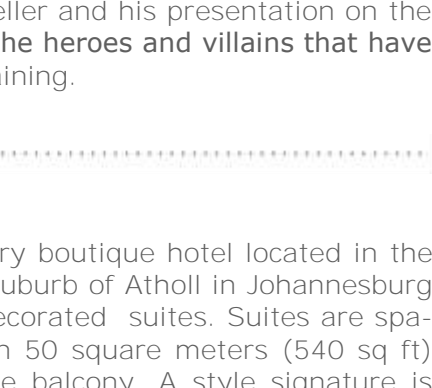 eller and his presentation on the
he heroes and villains that have
ining.
ry boutique hotel located in the
uburb of Atholl in Johannesburg
ecorated suites. Suites are spa-
n 50 square meters (540 sq ft)
e balcony. A style signature is